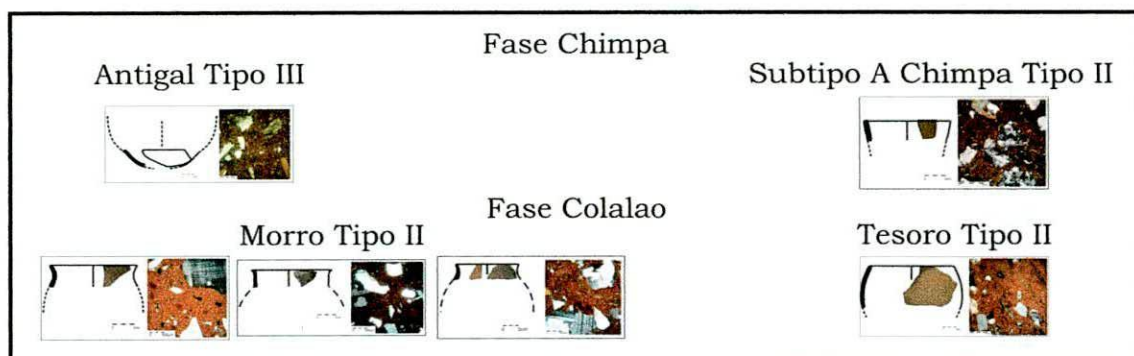 Fase Chimpa
Antigal Tipo III
Subtipo A Chimpa Tipo II
Fase Colalao
Morro Tipo II
Tesoro Tipo II